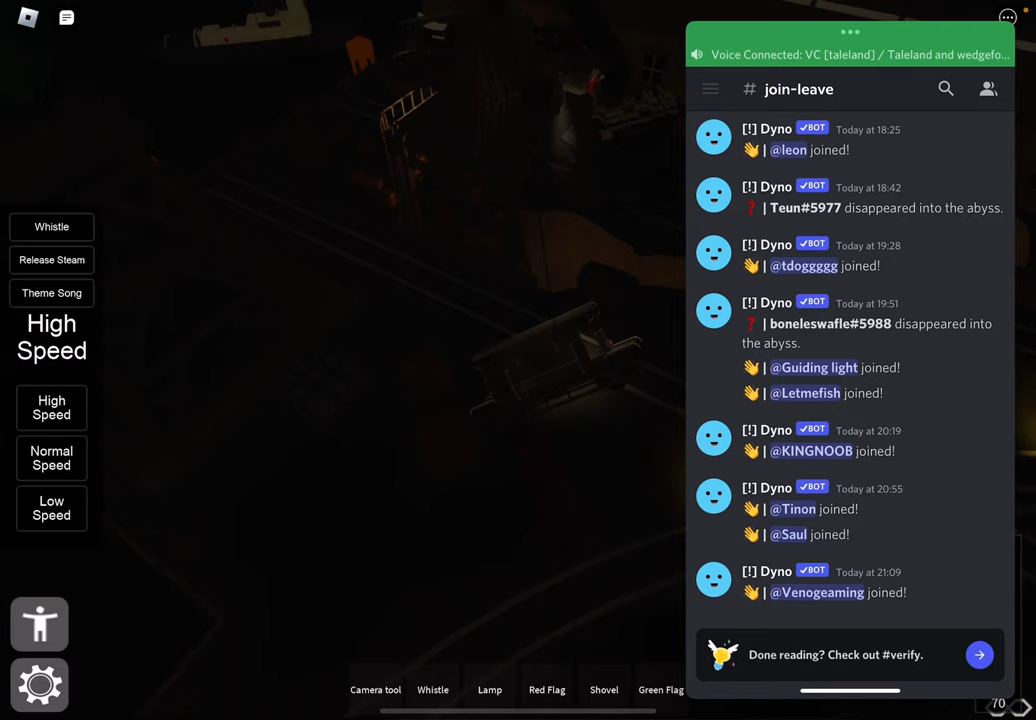 Whistle
Release Steam
Theme Song
High
Speed
High
Speed
Normal
Speed
Low
Speed
Camera tool Whistle Lamp Red Flag Shovel Green Flag
70
Voice Connected: VC [taleland] / Taleland and wedgefo...
# join-leave
[!] Dyno ✓BOT Today at 18:25
👋 | @leon joined!
[!] Dyno ✓BOT Today at 18:42
❓ | Teun#5977 disappeared into the abyss.
[!] Dyno ✓BOT Today at 19:28
👋 | @tdoggggg joined!
[!] Dyno ✓BOT Today at 19:51
❓ | boneleswafle#5988 disappeared into
the abyss.
👋 | @Guiding light joined!
👋 | @Letmefish joined!
[!] Dyno ✓BOT Today at 20:19
👋 | @KINGNOOB joined!
[!] Dyno ✓BOT Today at 20:55
👋 | @Tinon joined!
👋 | @Saul joined!
[!] Dyno ✓BOT Today at 21:09
👋 | @Venogeaming joined!
Done reading? Check out #verify.